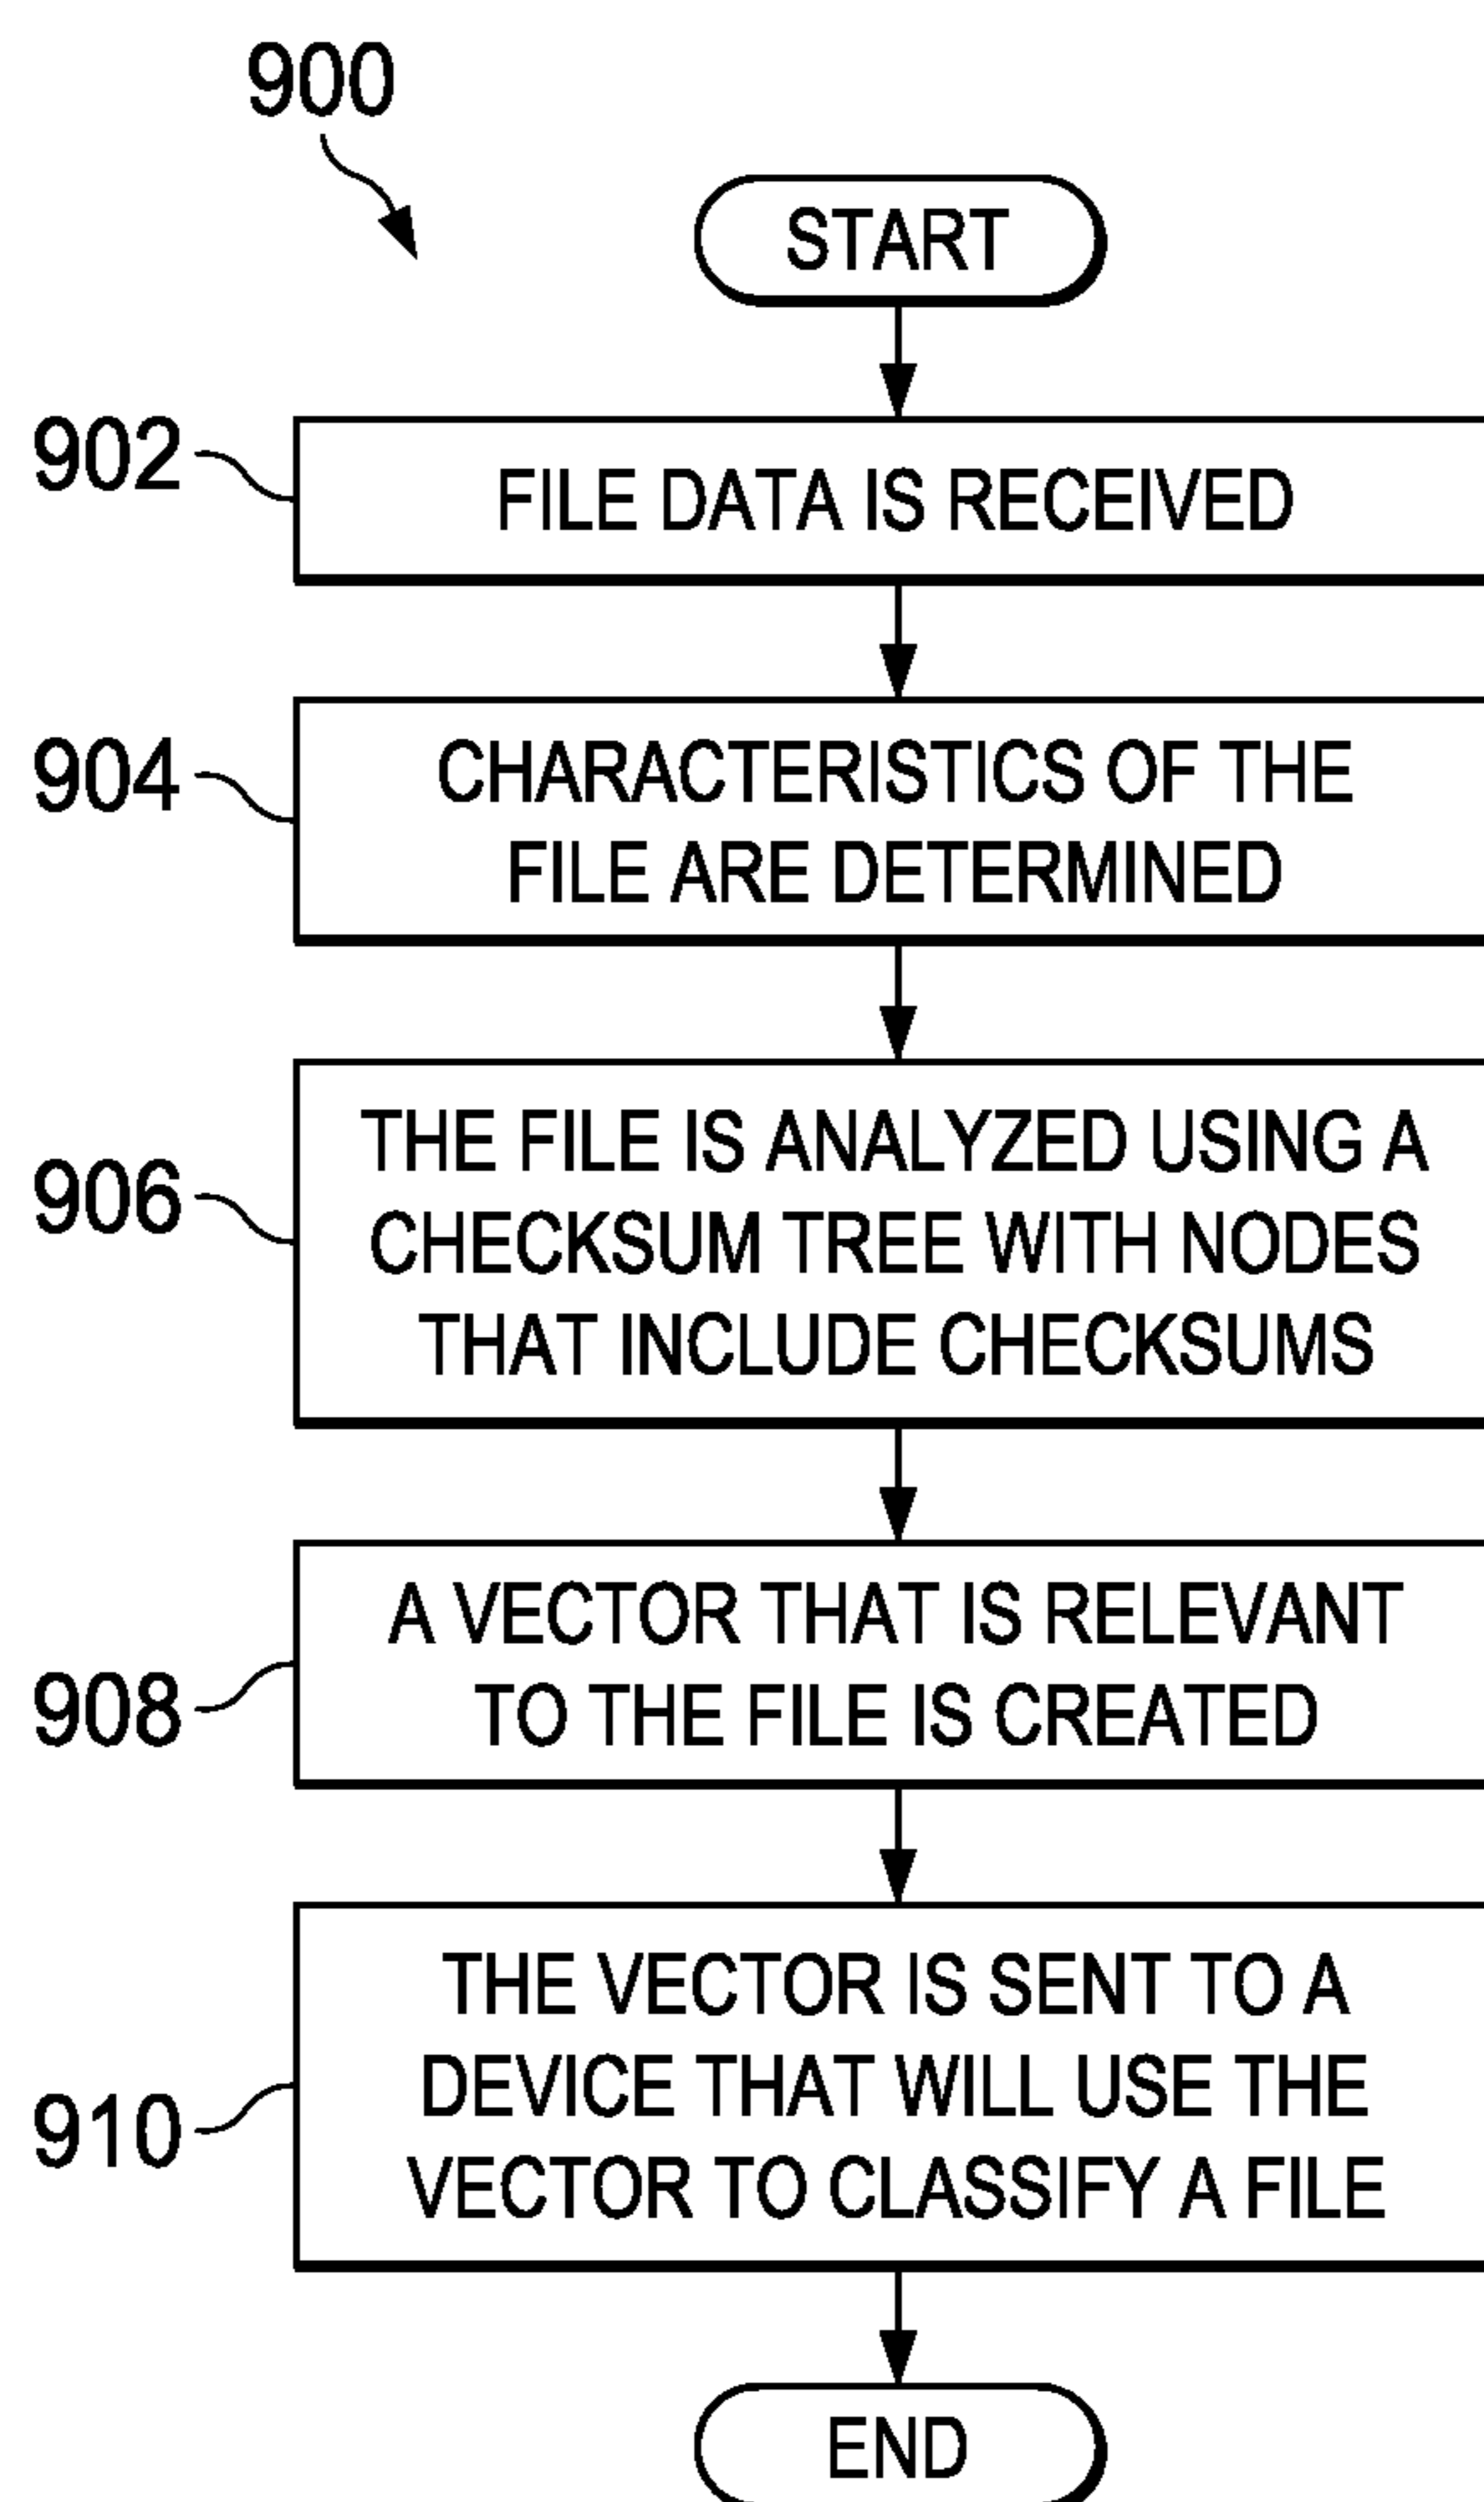 900
START
902
FILE DATA IS RECEIVED
904
CHARACTERISTICS OF THE
FILE ARE DETERMINED
906
THE FILE IS ANALYZED USING A
CHECKSUM TREE WITH NODES
THAT INCLUDE CHECKSUMS
908
A VECTOR THAT IS RELEVANT
TO THE FILE IS CREATED
910
THE VECTOR IS SENT TO A
DEVICE THAT WILL USE THE
VECTOR TO CLASSIFY A FILE
END